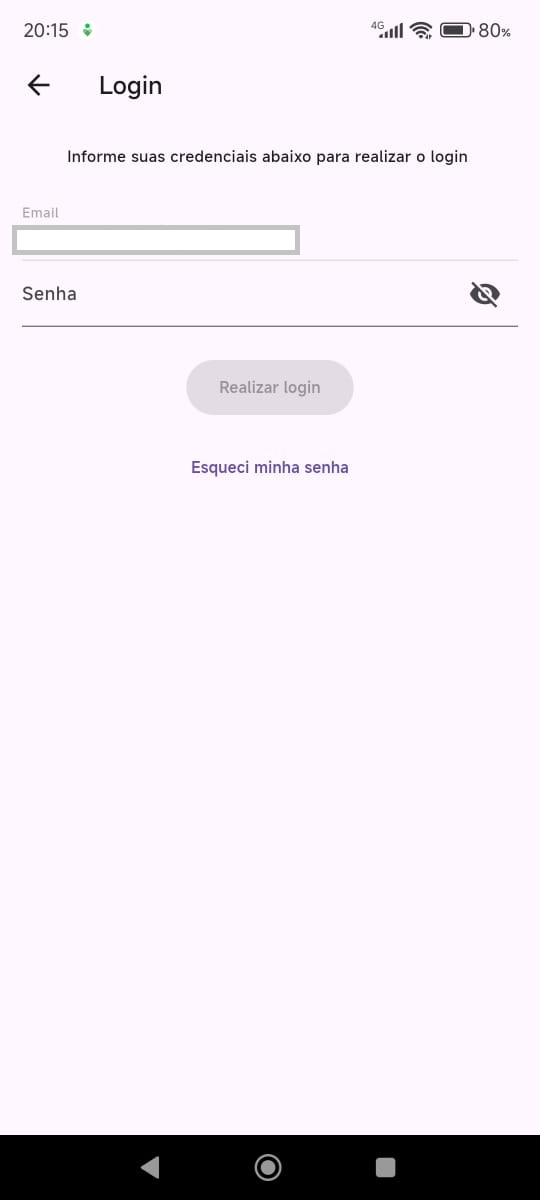 20:15 4G 80%
Login
Informe suas credenciais abaixo para realizar o login
Email
Senha
Realizar login
Esqueci minha senha